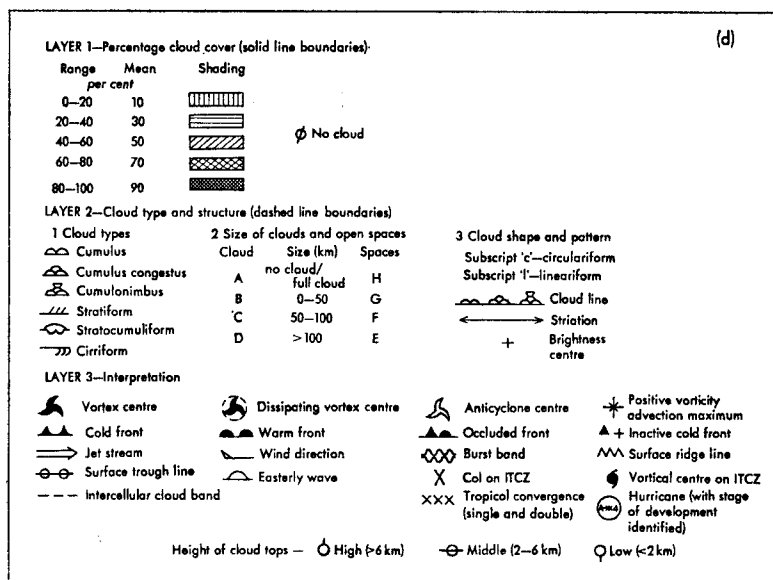 (d)
LAYER 1—Percentage cloud cover (solid line boundaries)
Range Mean Shading
per cent
0—20 10
20—40 30
40—60 50
60—80 70
80—100 90
ϕ No cloud
LAYER 2—Cloud type and structure (dashed line boundaries)
1 Cloud types
Cumulus
Cumulus congestus
Cumulonimbus
Stratiform
Stratocumuliform
Cirriform
2 Size of clouds and open spaces
Cloud Size (km) Spaces
A no cloud/ H
full cloud
B 0—50 G
C 50—100 F
D >100 E
3 Cloud shape and pattern
Subscript 'c'—circulariform
Subscript 'l'—lineariform
Cloud line
Striation
+ Brightness
centre
LAYER 3—Interpretation
Vortex centre
Cold front
Jet stream
Surface trough line
Intercellular cloud band
Dissipating vortex centre
Warm front
Wind direction
Easterly wave
Anticyclone centre
Occluded front
Burst band
X Col on ITCZ
××× Tropical convergence
(single and double)
Positive vorticity
advection maximum
+ Inactive cold front
Surface ridge line
Vortical centre on ITCZ
Hurricane (with stage
of development
identified)
Height of cloud tops — High (>6 km) Middle (2—6 km) Low (<2 km)